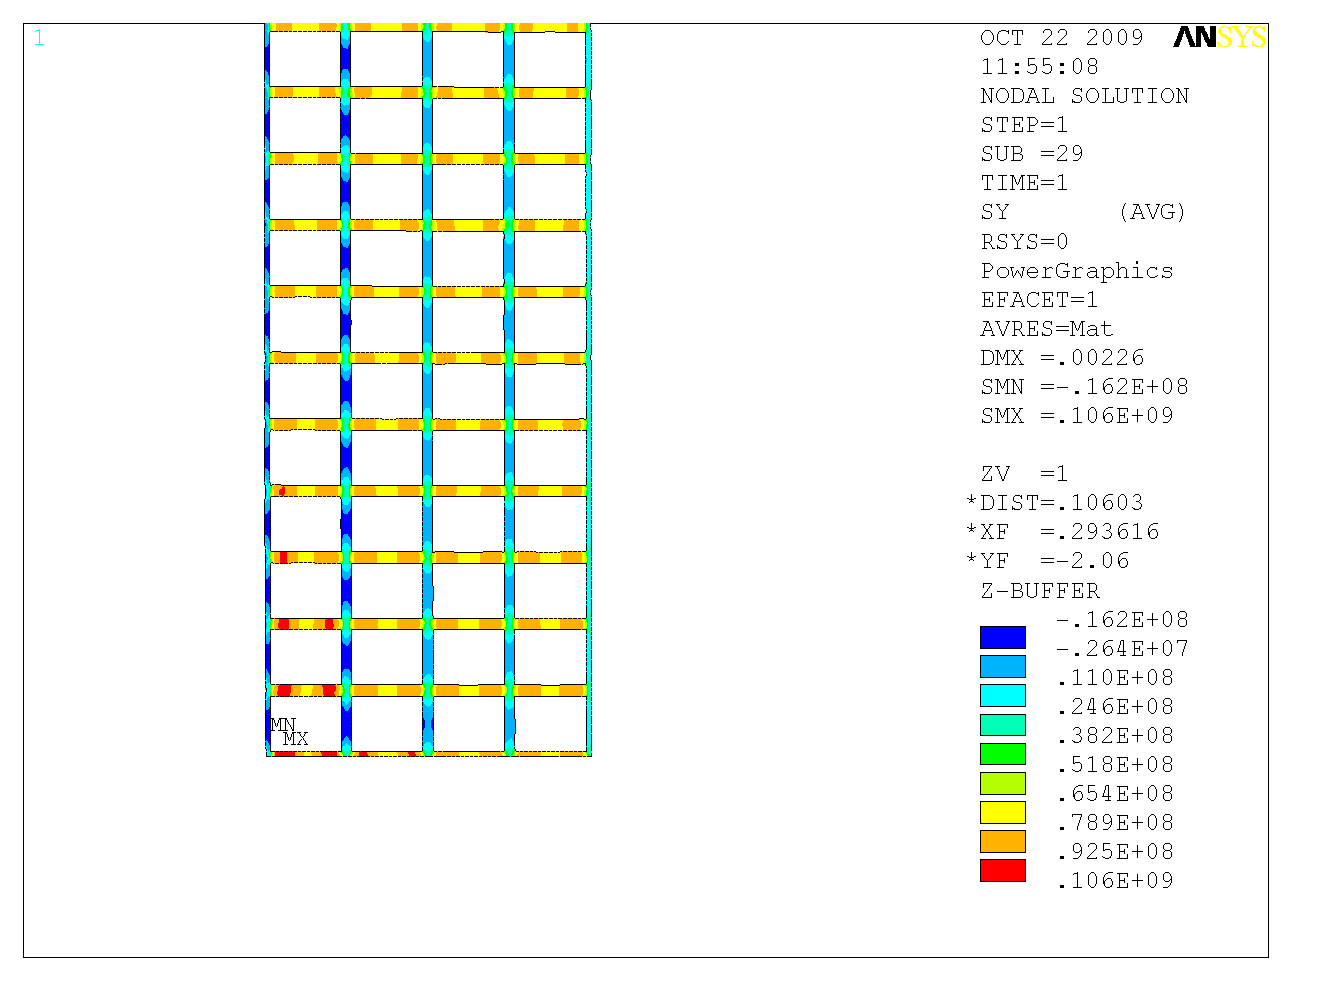 1
OCT 22 2009 ANSYS
11:55:08
NODAL SOLUTION
STEP=1
SUB =29
TIME=1
SY (AVG)
RSYS=0
PowerGraphics
EFACET=1
AVRES=Mat
DMX =.00226
SMN =-.162E+08
SMX =.106E+09
ZV =1
*DIST=.10603
*XF =.293616
*YF =-2.06
Z-BUFFER
-.162E+08
-.264E+07
.110E+08
.246E+08
.382E+08
.518E+08
.654E+08
.789E+08
.925E+08
.106E+09
MN
MX